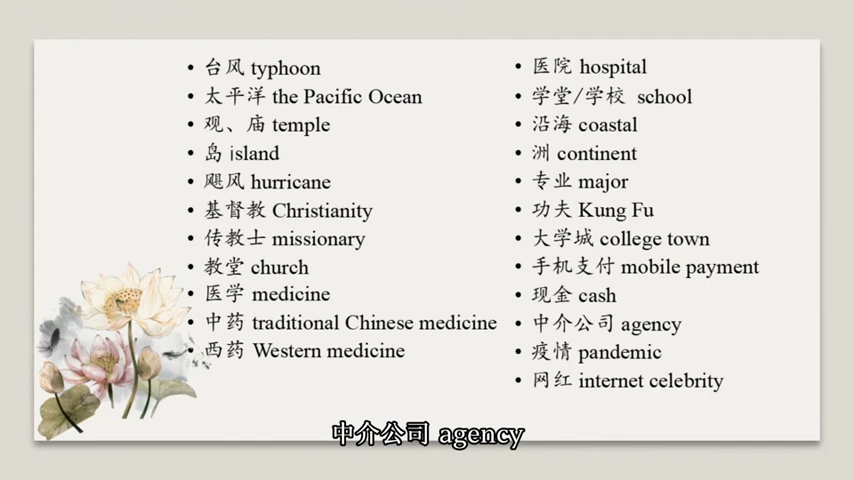 • 台风 typhoon
• 太平洋 the Pacific Ocean
• 观、庙 temple
• 岛 island
• 飓风 hurricane
• 基督教 Christianity
• 传教士 missionary
• 教堂 church
• 医学 medicine
• 中药 traditional Chinese medicine
• 西药 Western medicine
• 医院 hospital
• 学堂/学校 school
• 沿海 coastal
• 洲 continent
• 专业 major
• 功夫 Kung Fu
• 大学城 college town
• 手机支付 mobile payment
• 现金 cash
• 中介公司 agency
• 疫情 pandemic
• 网红 internet celebrity
中介公司 agency